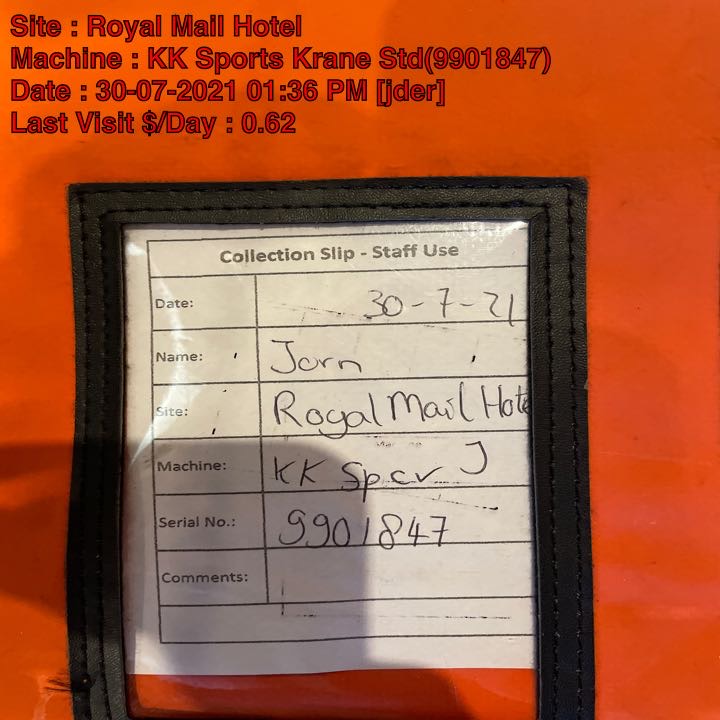 Site : Royal Mail Hotel
Machine : KK Sports Krane Std(9901847)
Date : 30-07-2021 01:36 PM [jder]
Last Visit $/Day : 0.62
Collection Slip - Staff Use
Date: 30-7-21
Name: Jorn
Site: Royal Mail Hote
Machine: KK
Serial No.: 9901847
Comments: